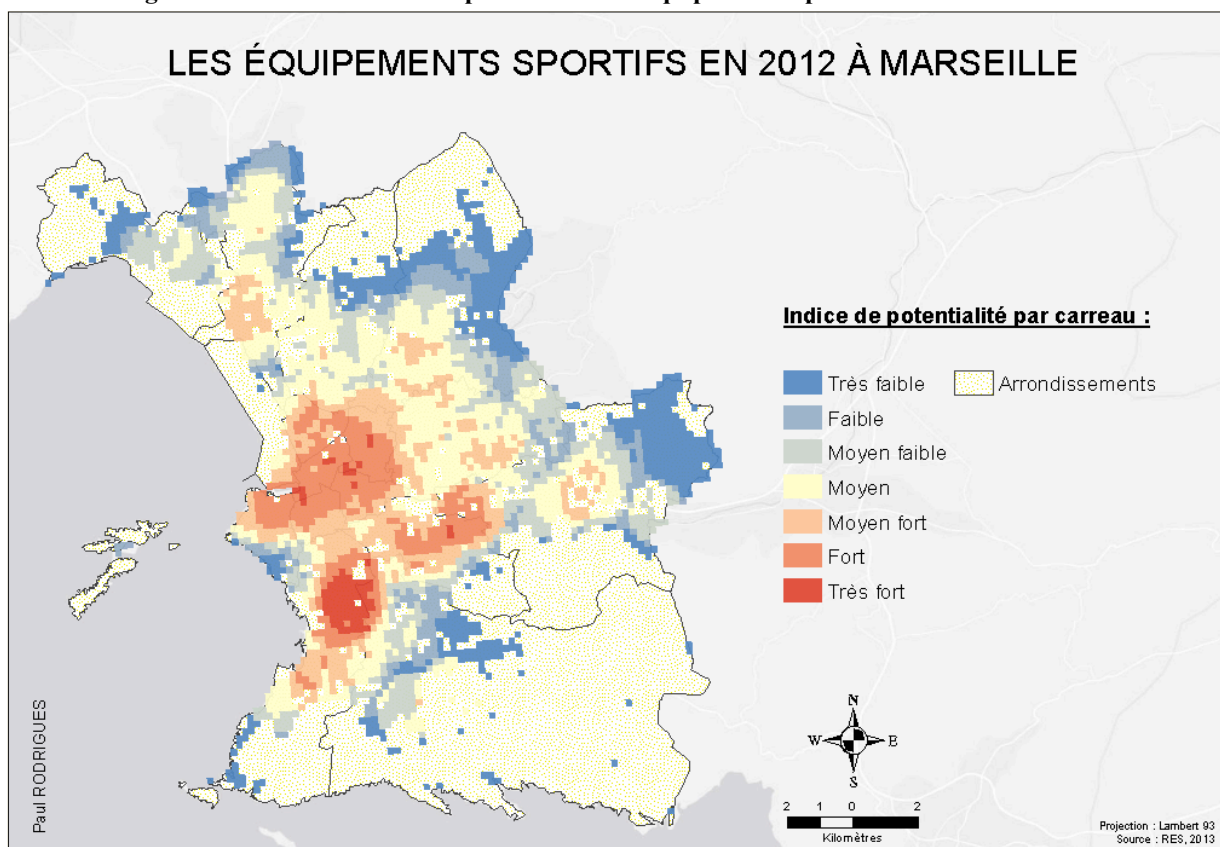 LES ÉQUIPEMENTS SPORTIFS EN 2012 À MARSEILLE
Indice de potentialité par carreau :
Très faible
Arrondissements
Faible
Moyen faible
Moyen
Moyen fort
Fort
Très fort
N
W
E
S
2 1 0 2
Kilomètres
Paul RODRIGUES
Projection : Lambert 93
Source : RES, 2013